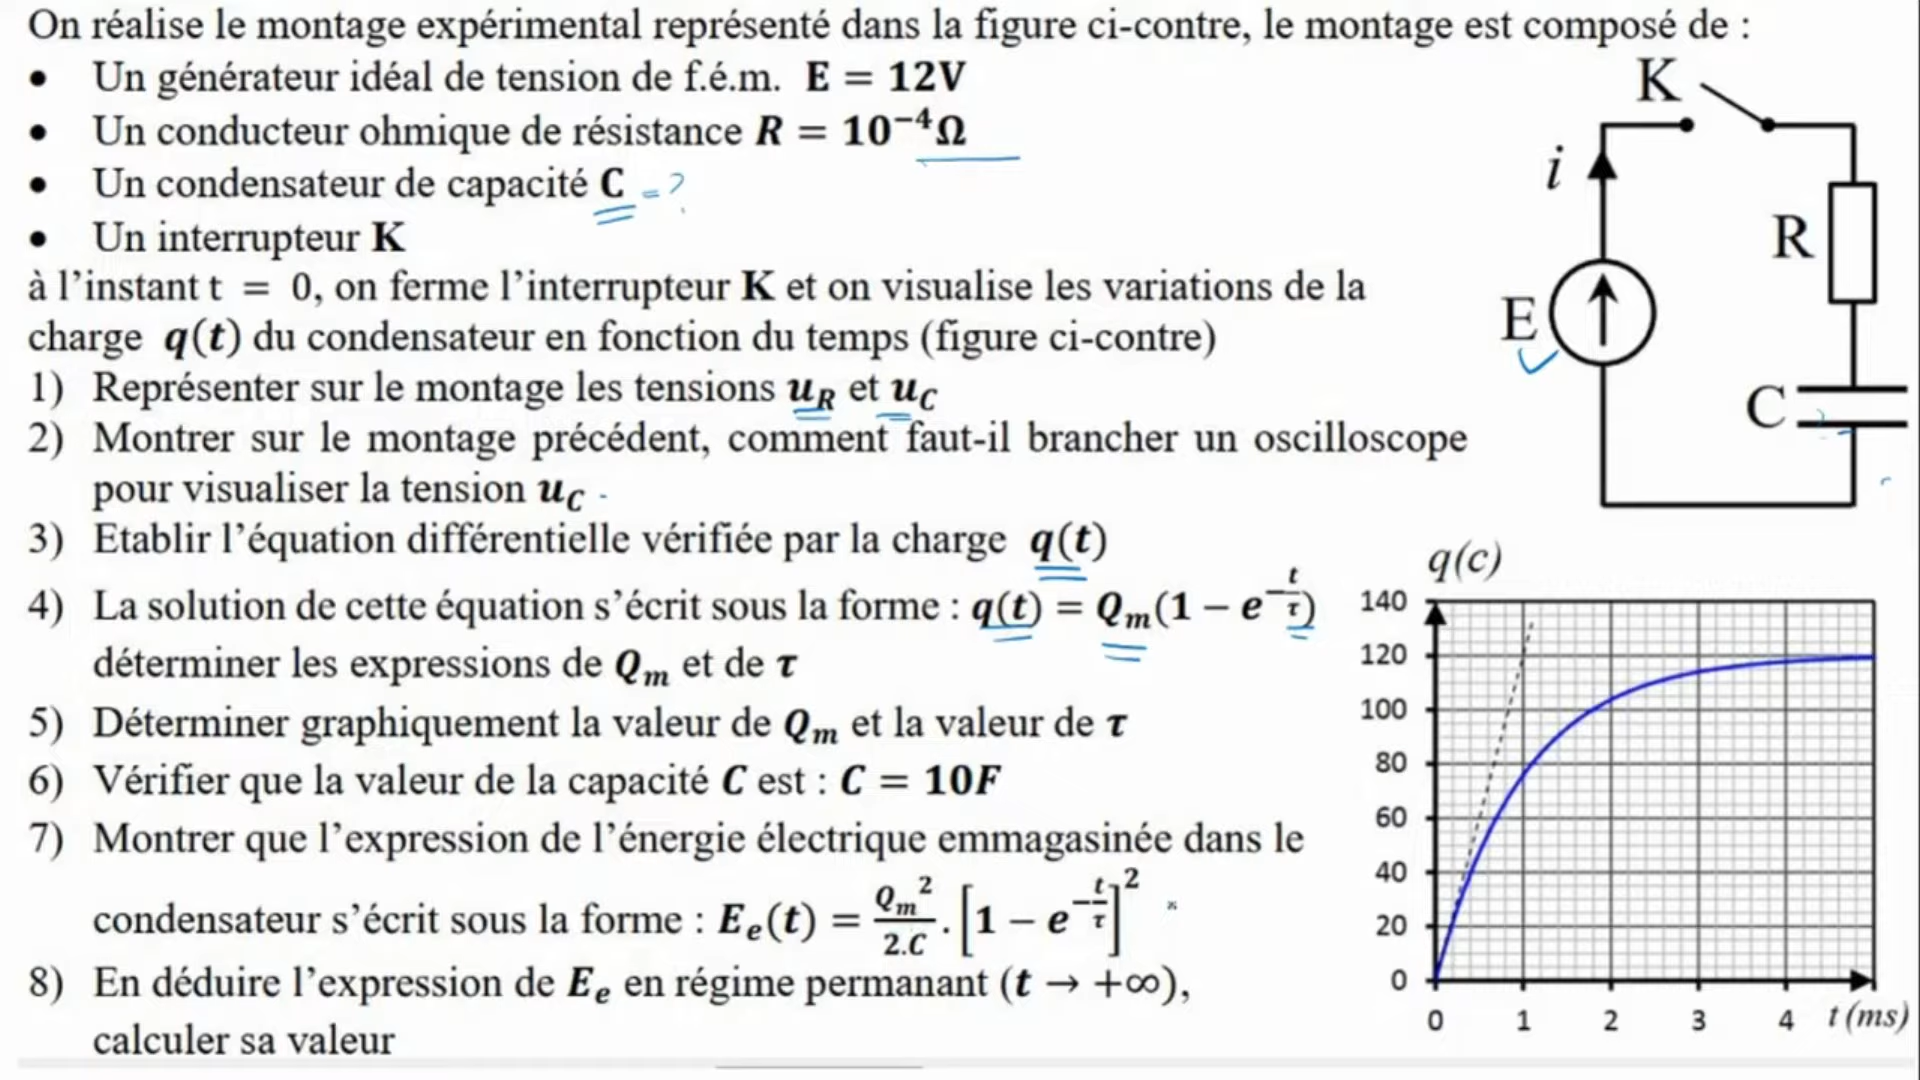 On réalise le montage expérimental représenté dans la figure ci-contre, le montage est composé de :
• Un générateur idéal de tension de f.é.m. E = 12V
• Un conducteur ohmique de résistance R = 10⁻⁴Ω
• Un condensateur de capacité C = ?
• Un interrupteur K
à l'instant t = 0, on ferme l'interrupteur K et on visualise les variations de la
charge q(t) du condensateur en fonction du temps (figure ci-contre)
1) Représenter sur le montage les tensions u_R et u_C
2) Montrer sur le montage précédent, comment faut-il brancher un oscilloscope
pour visualiser la tension u_C
3) Etablir l'équation différentielle vérifiée par la charge q(t)
4) La solution de cette équation s'écrit sous la forme : q(t) = Q_m(1 − e^(−t/τ))
déterminer les expressions de Q_m et de τ
5) Déterminer graphiquement la valeur de Q_m et la valeur de τ
6) Vérifier que la valeur de la capacité C est : C = 10F
7) Montrer que l'expression de l'énergie électrique emmagasinée dans le
condensateur s'écrit sous la forme : E_e(t) = Q_m²/2.C . [1 − e^(−t/τ)]²
8) En déduire l'expression de E_e en régime permanant (t → +∞),
calculer sa valeur
K
i
R
E
C
q(c)
140
120
100
80
60
40
20
0
0 1 2 3 4 t(ms)